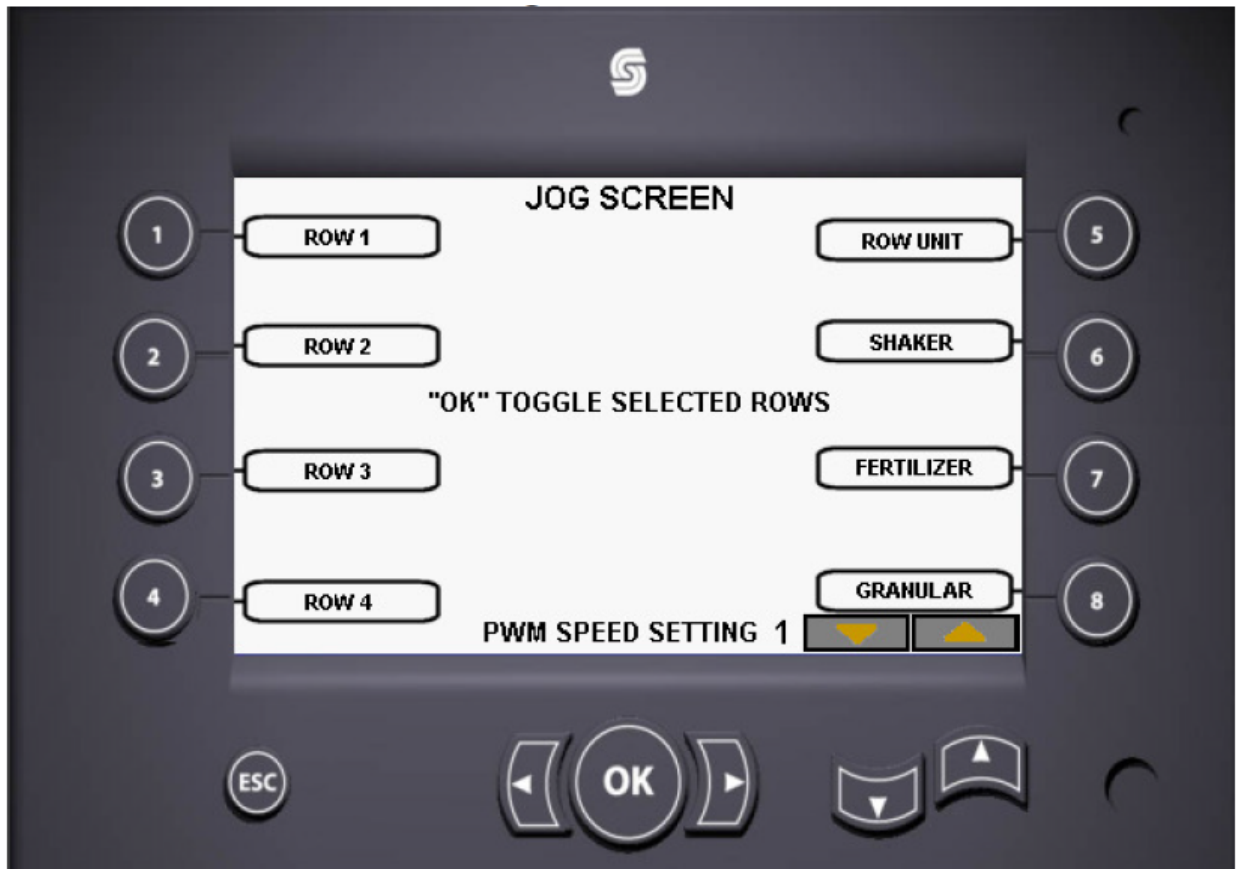 JOG SCREEN
1
ROW 1
ROW UNIT
5
2
ROW 2
SHAKER
6
"OK" TOGGLE SELECTED ROWS
3
ROW 3
FERTILIZER
7
4
ROW 4
GRANULAR
8
PWM SPEED SETTING 1
ESC
OK